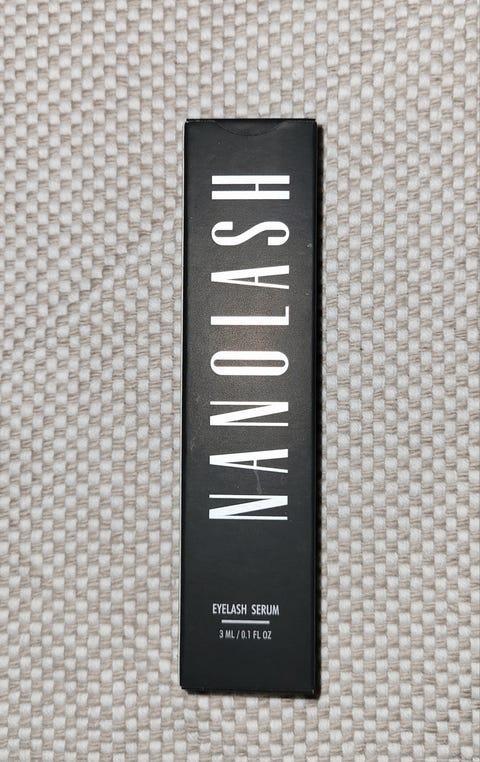 NANOLASH
EYELASH SERUM
3 ML / 0.1 FL OZ